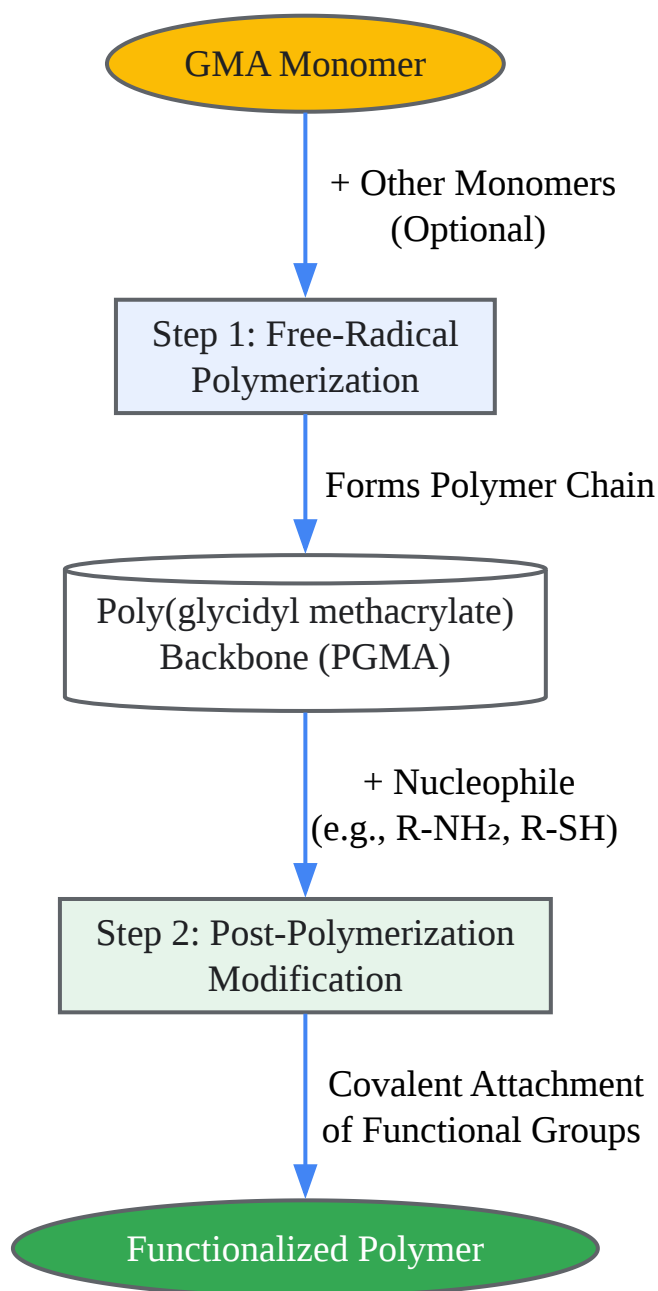 GMA Monomer
+ Other Monomers
(Optional)
Step 1: Free-Radical
Polymerization
Forms Polymer Chain
Poly(glycidyl methacrylate)
Backbone (PGMA)
+ Nucleophile
(e.g., R-NH₂, R-SH)
Step 2: Post-Polymerization
Modification
Covalent Attachment
of Functional Groups
Functionalized Polymer